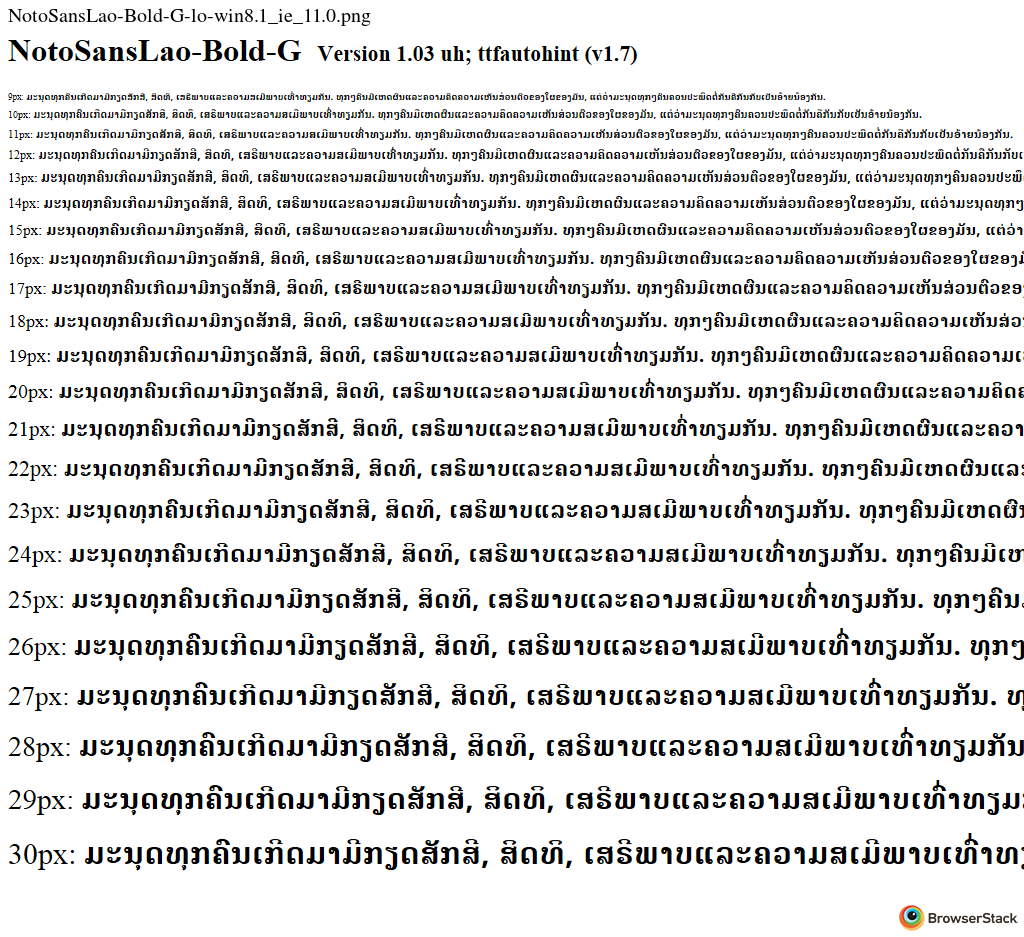 NotoSansLao-Bold-G-lo-win8.1_ie_11.0.png
NotoSansLao-Bold-G Version 1.03 uh; ttfautohint (v1.7)
9px: ມະນຸດທຸກຄົນເກີດມາມີກຽດສັກສີ, ສິດທິ, ເສຣີພາບແລະຄວາມສເມີພາບເທົ່າທຽມກັນ. ທຸກໆຄົນມີເຫດຜົນແລະຄວາມຄິດຄວາມເຫັນສ່ວນຕົວຂອງໃຜຂອງມັນ, ແຕ່ວ່າມະນຸດທຸກໆຄົນຄວນປະພຶດຕໍ່ກັນຄືກັນກັບເປັນອ້າຍນ້ອງກັນ.
10px: ມະນຸດທຸກຄົນເກີດມາມີກຽດສັກສີ, ສິດທິ, ເສຣີພາບແລະຄວາມສເມີພາບເທົ່າທຽມກັນ. ທຸກໆຄົນມີເຫດຜົນແລະຄວາມຄິດຄວາມເຫັນສ່ວນຕົວຂອງໃຜຂອງມັນ, ແຕ່ວ່າມະນຸດທຸກໆຄົນຄວນປະພຶດຕໍ່ກັນຄືກັນກັບເປັນອ້າຍນ້ອງກັນ.
11px: ມະນຸດທຸກຄົນເກີດມາມີກຽດສັກສີ, ສິດທິ, ເສຣີພາບແລະຄວາມສເມີພາບເທົ່າທຽມກັນ. ທຸກໆຄົນມີເຫດຜົນແລະຄວາມຄິດຄວາມເຫັນສ່ວນຕົວຂອງໃຜຂອງມັນ, ແຕ່ວ່າມະນຸດທຸກໆຄົນຄວນປະພຶດຕໍ່ກັນຄືກັນກັບເປັນອ້າຍນ້ອງກັນ.
12px: ມະນຸດທຸກຄົນເກີດມາມີກຽດສັກສີ, ສິດທິ, ເສຣີພາບແລະຄວາມສເມີພາບເທົ່າທຽມກັນ. ທຸກໆຄົນມີເຫດຜົນແລະຄວາມຄິດຄວາມເຫັນສ່ວນຕົວຂອງໃຜຂອງມັນ, ແຕ່ວ່າມະນຸດທຸກໆຄົນຄວນປະພຶດຕໍ່ກັນຄືກັນກັບເ
13px: ມະນຸດທຸກຄົນເກີດມາມີກຽດສັກສີ, ສິດທິ, ເສຣີພາບແລະຄວາມສເມີພາບເທົ່າທຽມກັນ. ທຸກໆຄົນມີເຫດຜົນແລະຄວາມຄິດຄວາມເຫັນສ່ວນຕົວຂອງໃຜຂອງມັນ, ແຕ່ວ່າມະນຸດທຸກໆຄົນຄວນປະພຶ
14px: ມະນຸດທຸກຄົນເກີດມາມີກຽດສັກສີ, ສິດທິ, ເສຣີພາບແລະຄວາມສເມີພາບເທົ່າທຽມກັນ. ທຸກໆຄົນມີເຫດຜົນແລະຄວາມຄິດຄວາມເຫັນສ່ວນຕົວຂອງໃຜຂອງມັນ, ແຕ່ວ່າມະນຸດທຸກໆ
15px: ມະນຸດທຸກຄົນເກີດມາມີກຽດສັກສີ, ສິດທິ, ເສຣີພາບແລະຄວາມສເມີພາບເທົ່າທຽມກັນ. ທຸກໆຄົນມີເຫດຜົນແລະຄວາມຄິດຄວາມເຫັນສ່ວນຕົວຂອງໃຜຂອງມັນ, ແຕ່ວ່າ
16px: ມະນຸດທຸກຄົນເກີດມາມີກຽດສັກສີ, ສິດທິ, ເສຣີພາບແລະຄວາມສເມີພາບເທົ່າທຽມກັນ. ທຸກໆຄົນມີເຫດຜົນແລະຄວາມຄິດຄວາມເຫັນສ່ວນຕົວຂອງໃຜຂອງມັ
17px: ມະນຸດທຸກຄົນເກີດມາມີກຽດສັກສີ, ສິດທິ, ເສຣີພາບແລະຄວາມສເມີພາບເທົ່າທຽມກັນ. ທຸກໆຄົນມີເຫດຜົນແລະຄວາມຄິດຄວາມເຫັນສ່ວນຕົວຂອງ
18px: ມະນຸດທຸກຄົນເກີດມາມີກຽດສັກສີ, ສິດທິ, ເສຣີພາບແລະຄວາມສເມີພາບເທົ່າທຽມກັນ. ທຸກໆຄົນມີເຫດຜົນແລະຄວາມຄິດຄວາມເຫັນສ່ວ
19px: ມະນຸດທຸກຄົນເກີດມາມີກຽດສັກສີ, ສິດທິ, ເສຣີພາບແລະຄວາມສເມີພາບເທົ່າທຽມກັນ. ທຸກໆຄົນມີເຫດຜົນແລະຄວາມຄິດຄວາມເ
20px: ມະນຸດທຸກຄົນເກີດມາມີກຽດສັກສີ, ສິດທິ, ເສຣີພາບແລະຄວາມສເມີພາບເທົ່າທຽມກັນ. ທຸກໆຄົນມີເຫດຜົນແລະຄວາມຄິດຄ
21px: ມະນຸດທຸກຄົນເກີດມາມີກຽດສັກສີ, ສິດທິ, ເສຣີພາບແລະຄວາມສເມີພາບເທົ່າທຽມກັນ. ທຸກໆຄົນມີເຫດຜົນແລະຄວາ
22px: ມະນຸດທຸກຄົນເກີດມາມີກຽດສັກສີ, ສິດທິ, ເສຣີພາບແລະຄວາມສເມີພາບເທົ່າທຽມກັນ. ທຸກໆຄົນມີເຫດຜົນແລະ
23px: ມະນຸດທຸກຄົນເກີດມາມີກຽດສັກສີ, ສິດທິ, ເສຣີພາບແລະຄວາມສເມີພາບເທົ່າທຽມກັນ. ທຸກໆຄົນມີເຫດຜົນ
24px: ມະນຸດທຸກຄົນເກີດມາມີກຽດສັກສີ, ສິດທິ, ເສຣີພາບແລະຄວາມສເມີພາບເທົ່າທຽມກັນ. ທຸກໆຄົນມີເຫ
25px: ມະນຸດທຸກຄົນເກີດມາມີກຽດສັກສີ, ສິດທິ, ເສຣີພາບແລະຄວາມສເມີພາບເທົ່າທຽມກັນ. ທຸກໆຄົນ
26px: ມະນຸດທຸກຄົນເກີດມາມີກຽດສັກສີ, ສິດທິ, ເສຣີພາບແລະຄວາມສເມີພາບເທົ່າທຽມກັນ. ທຸກໆ
27px: ມະນຸດທຸກຄົນເກີດມາມີກຽດສັກສີ, ສິດທິ, ເສຣີພາບແລະຄວາມສເມີພາບເທົ່າທຽມກັນ. ທຸ
28px: ມະນຸດທຸກຄົນເກີດມາມີກຽດສັກສີ, ສິດທິ, ເສຣີພາບແລະຄວາມສເມີພາບເທົ່າທຽມກັນ
29px: ມະນຸດທຸກຄົນເກີດມາມີກຽດສັກສີ, ສິດທິ, ເສຣີພາບແລະຄວາມສເມີພາບເທົ່າທຽມ
30px: ມະນຸດທຸກຄົນເກີດມາມີກຽດສັກສີ, ສິດທິ, ເສຣີພາບແລະຄວາມສເມີພາບເທົ່າທຽ
BrowserStack